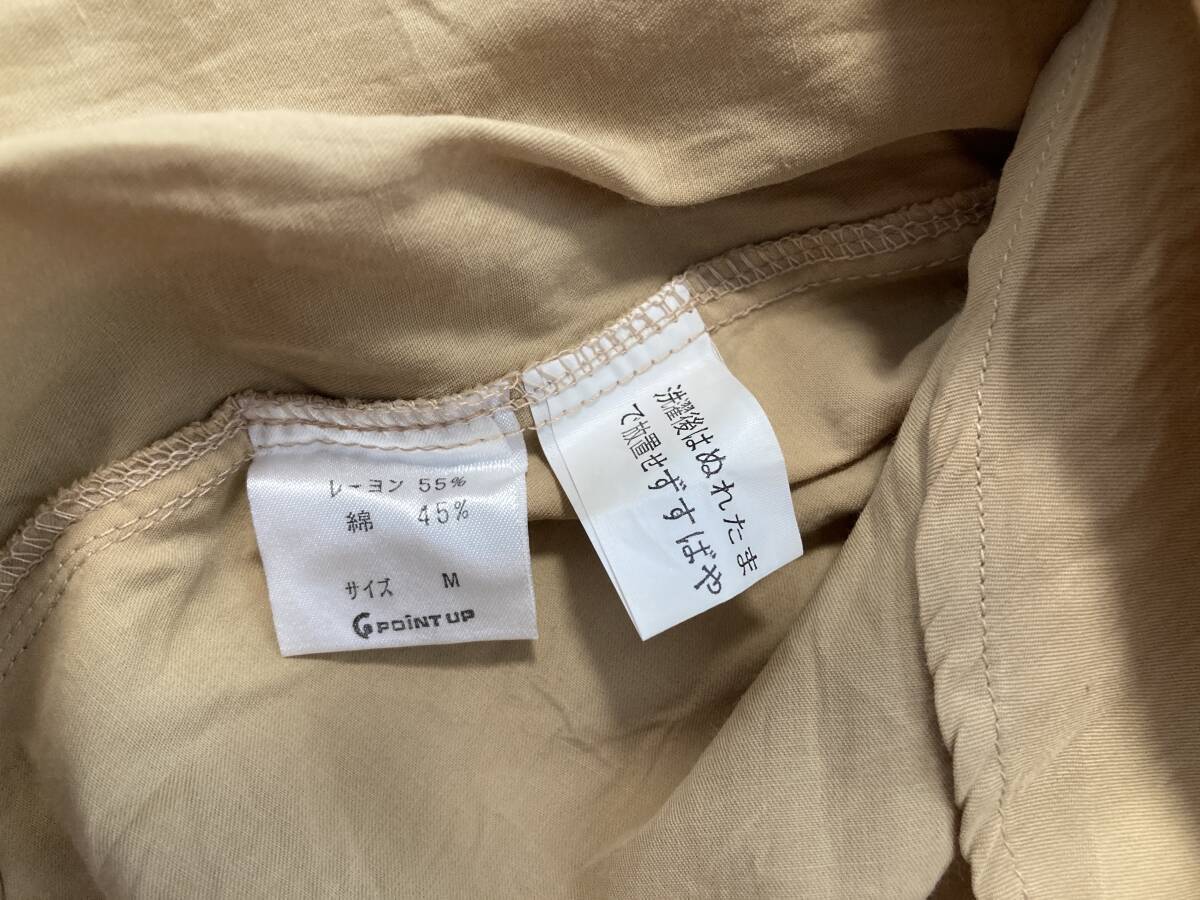 レーヨン 55%
綿 45%
サイズ M
POINT UP
洗濯後はぬれたま
で放置せずすばや